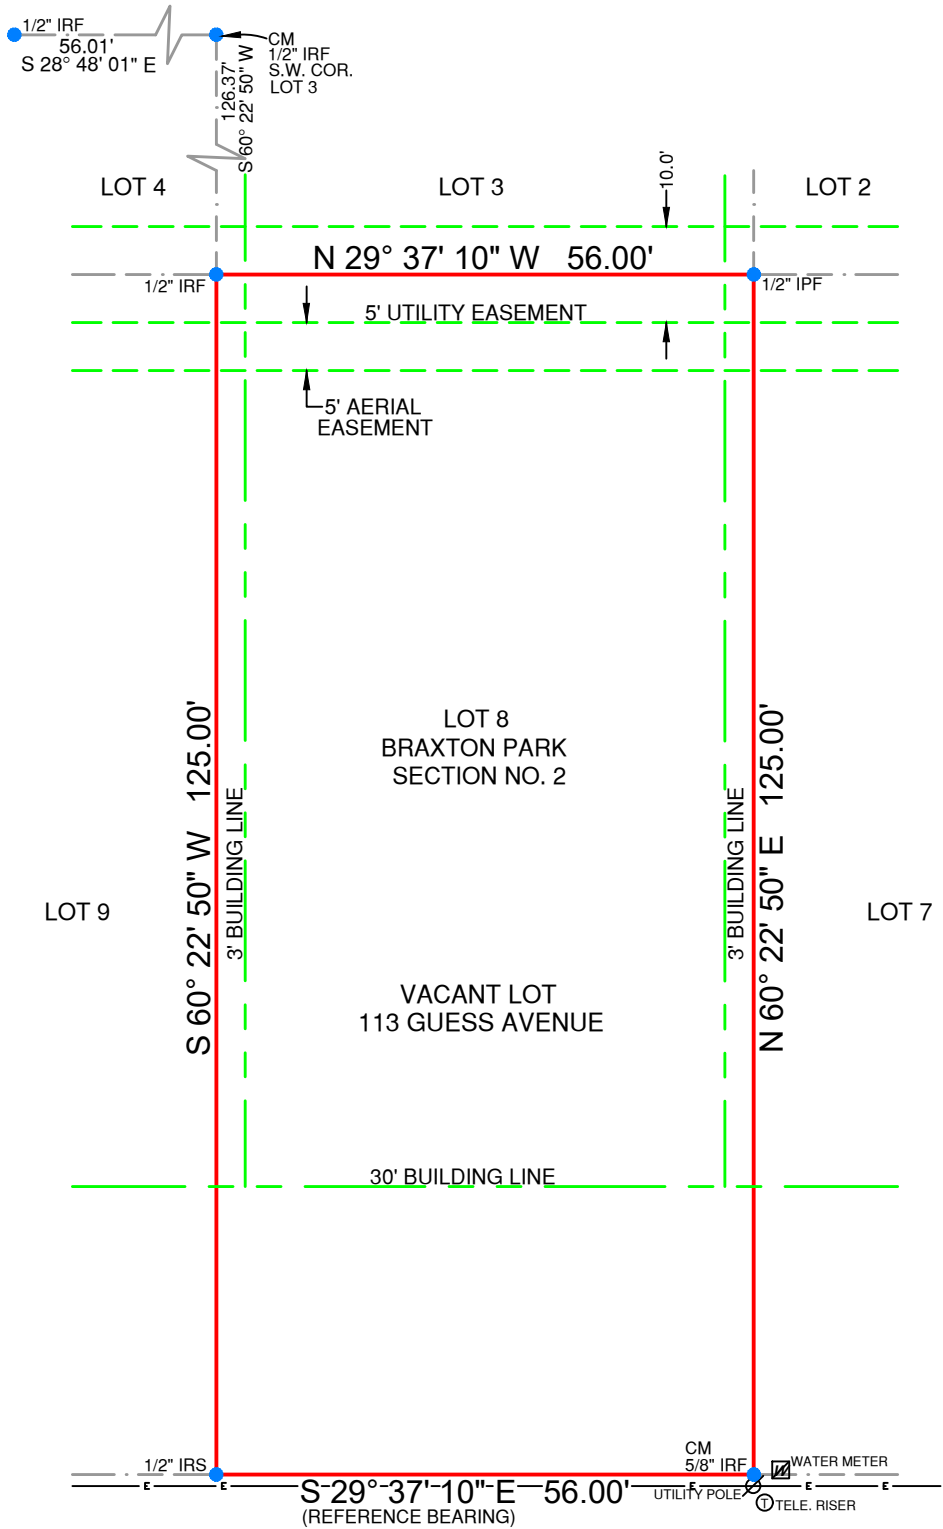 1/2" IRF
56.01'
S 28° 48' 01" E
CM
1/2" IRF
S.W. COR.
LOT 3
126.37'
S 60° 22' 50" W
LOT 4
LOT 3
10.0'
LOT 2
N 29° 37' 10" W 56.00'
1/2" IRF
1/2" IPF
5' UTILITY EASEMENT
5' AERIAL
EASEMENT
S 60° 22' 50" W 125.00'
3' BUILDING LINE
LOT 8
BRAXTON PARK
SECTION NO. 2
3' BUILDING LINE
N 60° 22' 50" E 125.00'
LOT 9
LOT 7
VACANT LOT
113 GUESS AVENUE
30' BUILDING LINE
1/2" IRS
CM
5/8" IRF
WATER METER
E E E E E
S 29° 37' 10" E 56.00'
(REFERENCE BEARING)
UTILITY POLE
T TELE. RISER